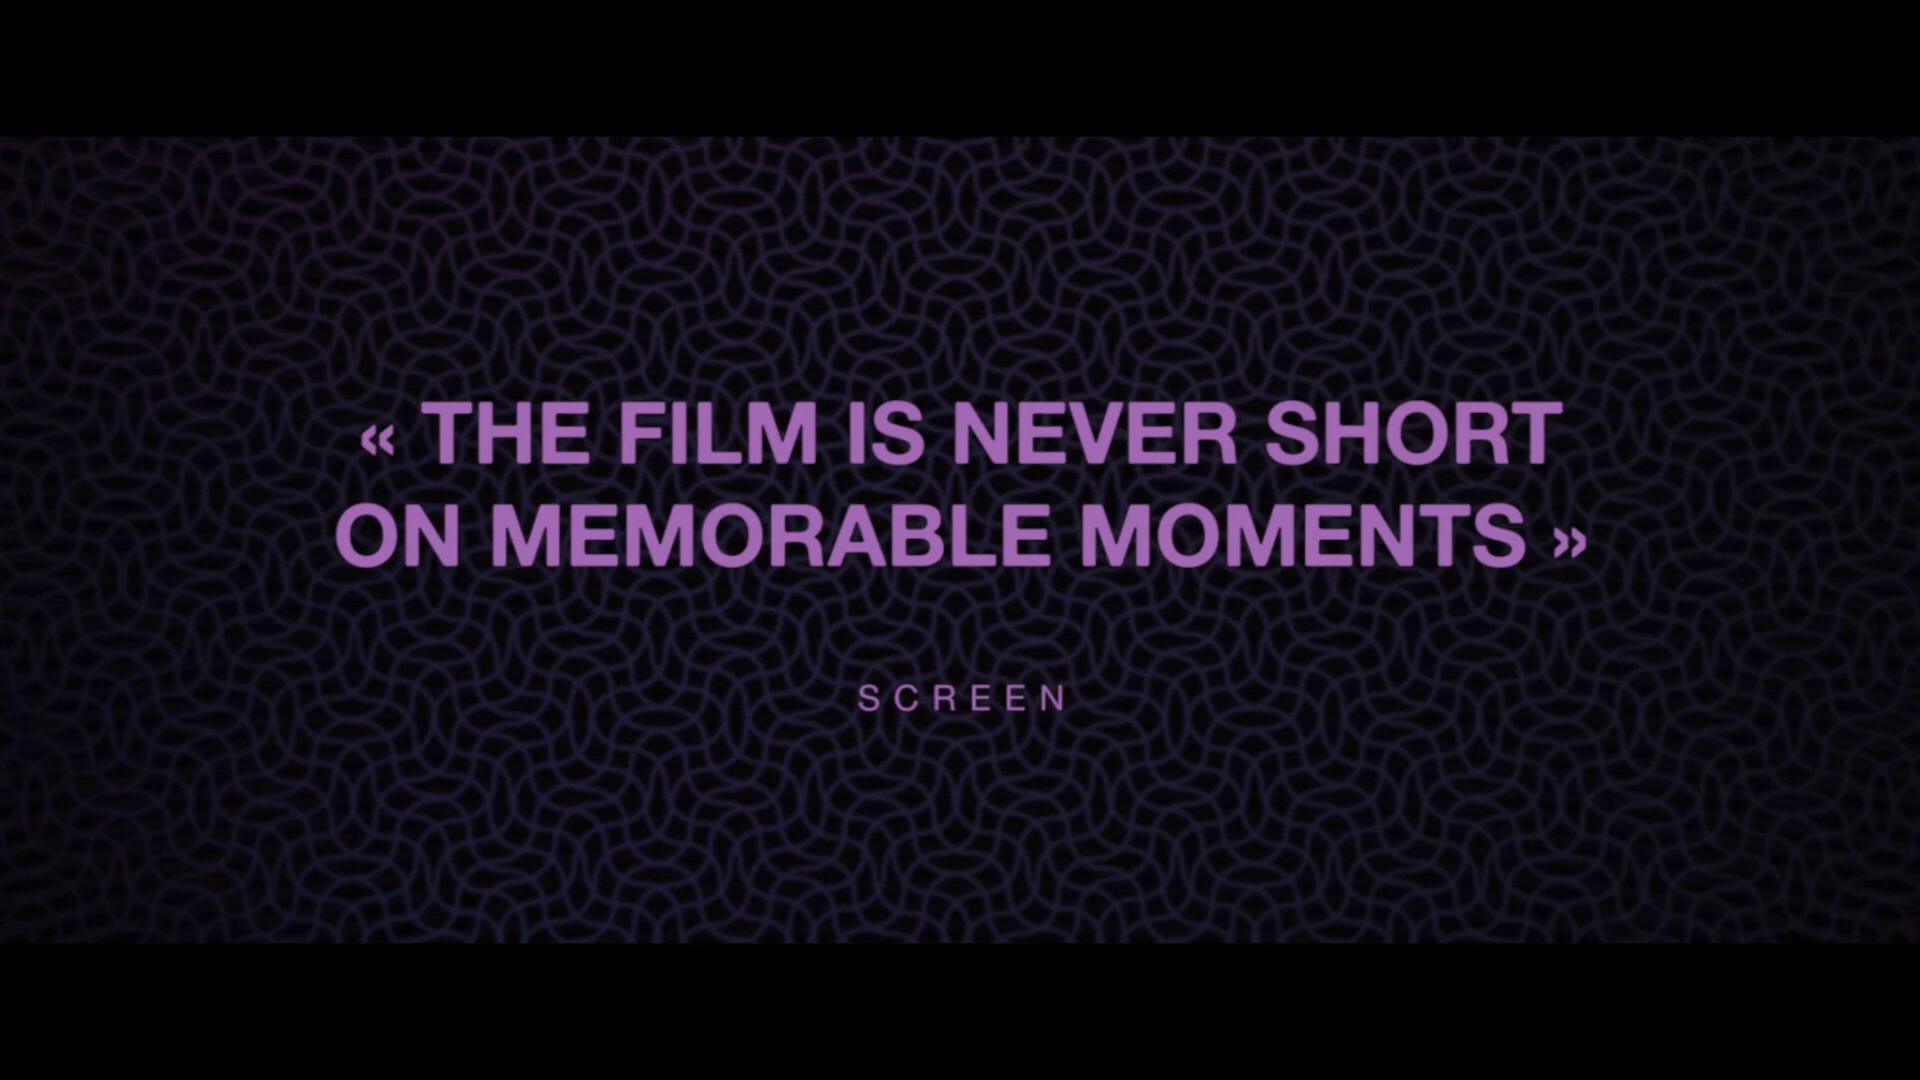 « THE FILM IS NEVER SHORT
ON MEMORABLE MOMENTS »
SCREEN